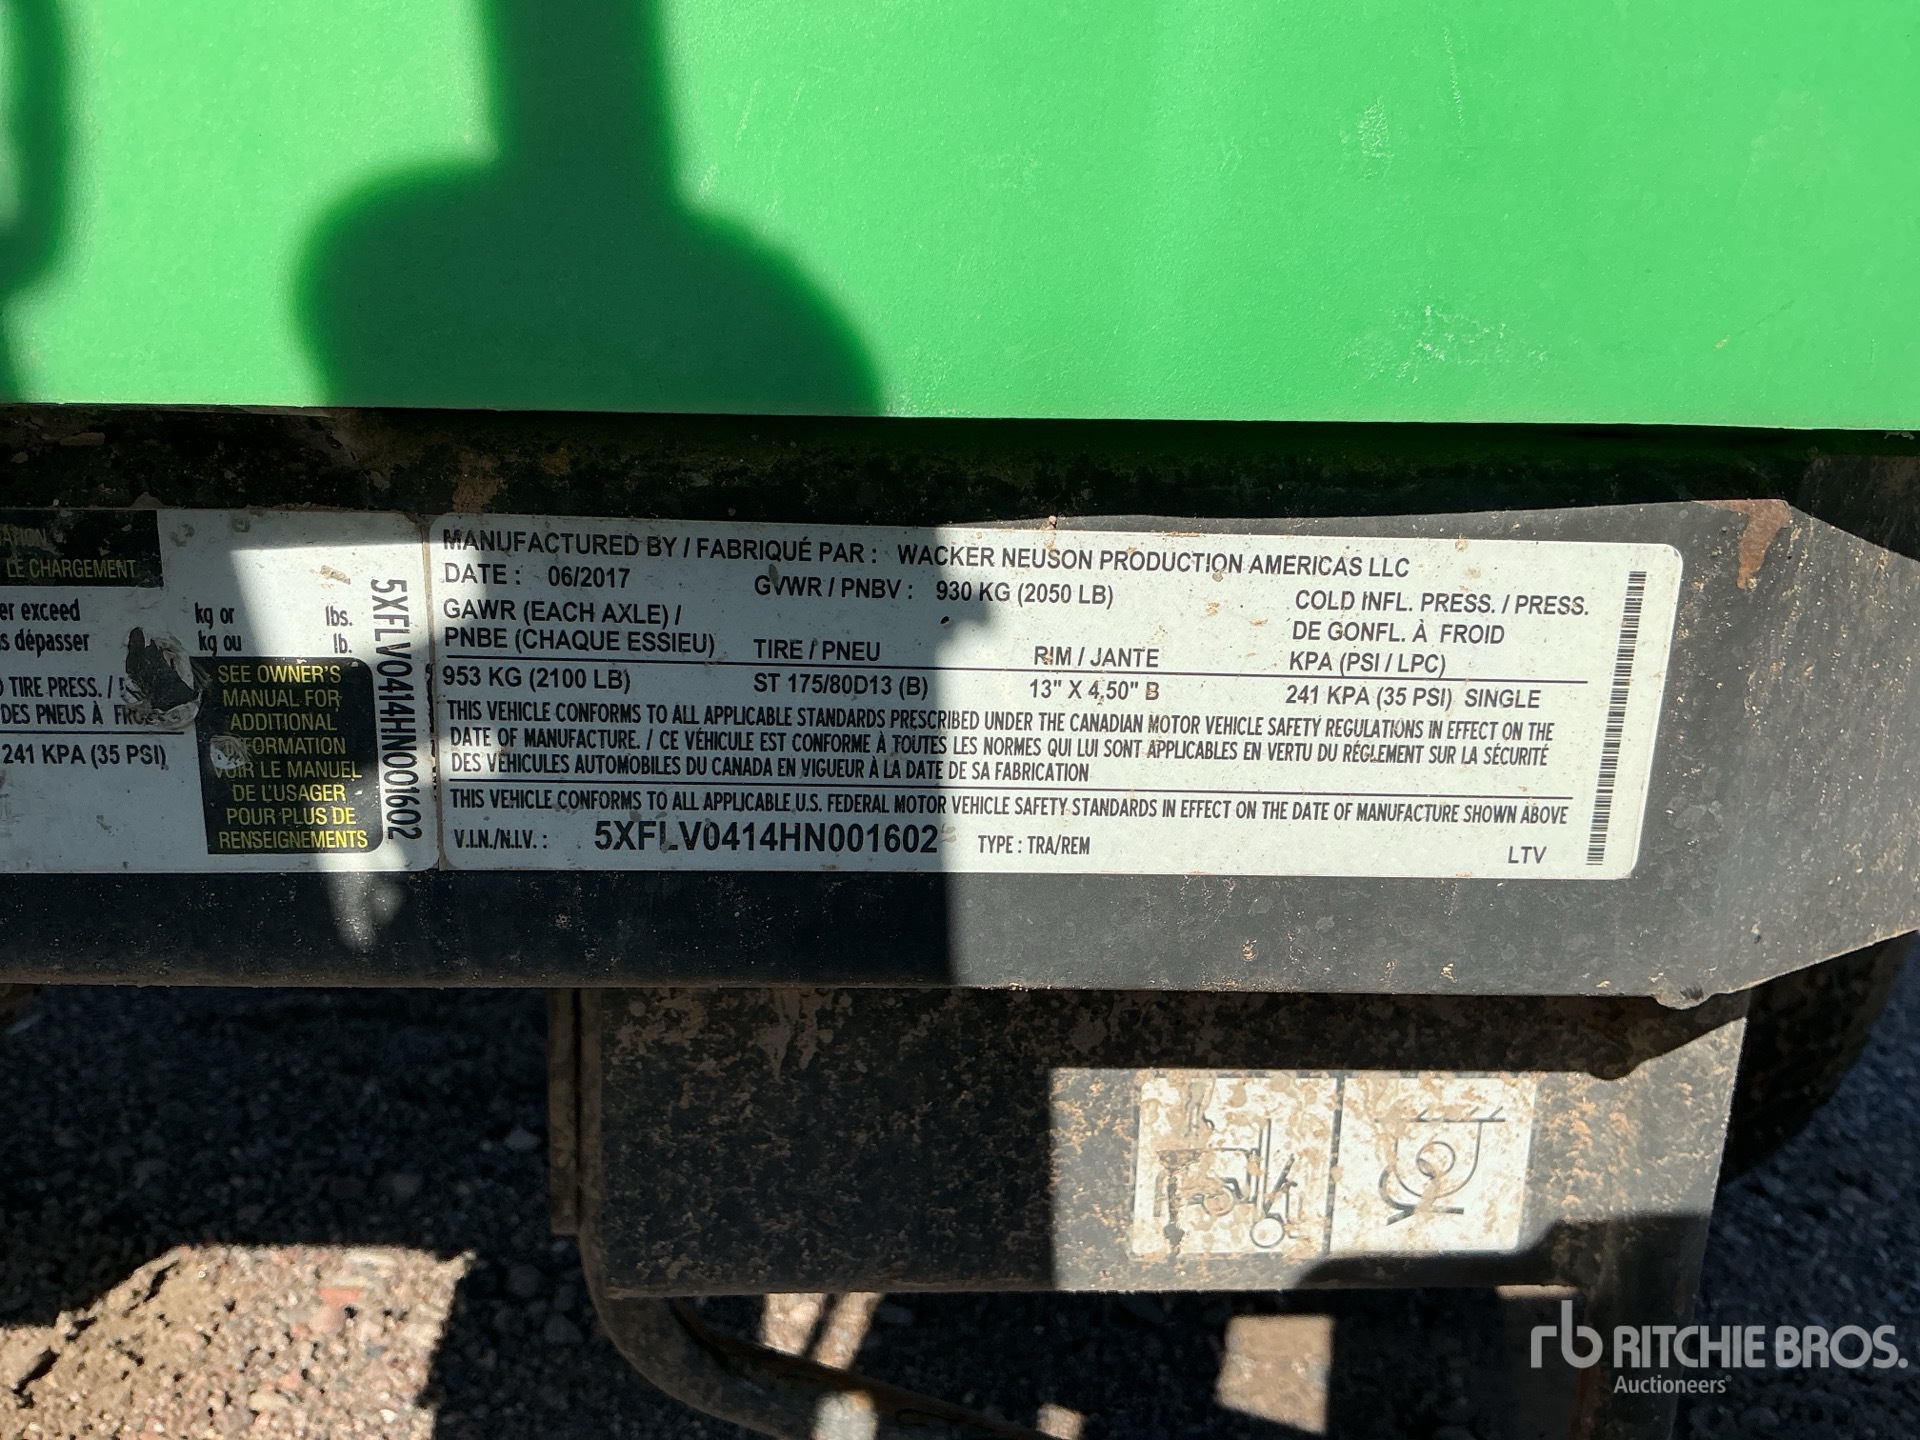 LE CHARGEMENT
er exceed kg or lbs.
s dépasser kg ou lb.
TIRE PRESS. /
DES PNEUS À
241 KPA (35 PSI)
SEE OWNER'S
MANUAL FOR
ADDITIONAL
INFORMATION
VOIR LE MANUEL
DE L'USAGER
POUR PLUS DE
RENSEIGNEMENTS
5XFLV0414HN001602
MANUFACTURED BY / FABRIQUÉ PAR : WACKER NEUSON PRODUCTION AMERICAS LLC
DATE : 06/2017 GVWR / PNBV : 930 KG (2050 LB)
GAWR (EACH AXLE) / COLD INFL. PRESS. / PRESS.
PNBE (CHAQUE ESSIEU) TIRE / PNEU RIM / JANTE DE GONFL. À FROID
KPA (PSI / LPC)
953 KG (2100 LB) ST 175/80D13 (B) 13" X 4.50" B 241 KPA (35 PSI) SINGLE
THIS VEHICLE CONFORMS TO ALL APPLICABLE STANDARDS PRESCRIBED UNDER THE CANADIAN MOTOR VEHICLE SAFETY REGULATIONS IN EFFECT ON THE
DATE OF MANUFACTURE. / CE VÉHICULE EST CONFORME À TOUTES LES NORMES QUI LUI SONT APPLICABLES EN VERTU DU RÉGLEMENT SUR LA SÉCURITÉ
DES VÉHICULES AUTOMOBILES DU CANADA EN VIGUEUR À LA DATE DE SA FABRICATION
THIS VEHICLE CONFORMS TO ALL APPLICABLE U.S. FEDERAL MOTOR VEHICLE SAFETY STANDARDS IN EFFECT ON THE DATE OF MANUFACTURE SHOWN ABOVE
V.I.N./N.I.V. : 5XFLV0414HN001602 TYPE : TRA/REM LTV
rb RITCHIE BROS.
Auctioneers